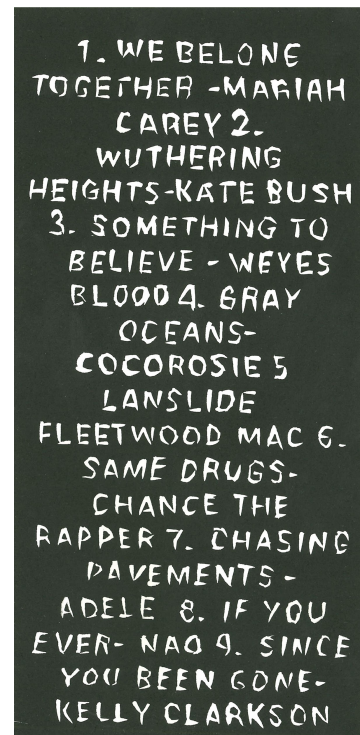 1. WE BELONE
TOGETHER -MARIAH
CAREY 2.
WUTHERING
HEIGHTS-KATE BUSH
3. SOMETHING TO
BELIEVE - WEYES
BLOOD 4. GRAY
OCEANS-
COCOROSIE 5
LANSLIDE
FLEETWOOD MAC 6.
SAME DRUGS-
CHANCE THE
RAPPER 7. CHASING
PAVEMENTS -
ADELE 8. IF YOU
EVER- NAO 9. SINCE
YOU BEEN GONE-
KELLY CLARKSON